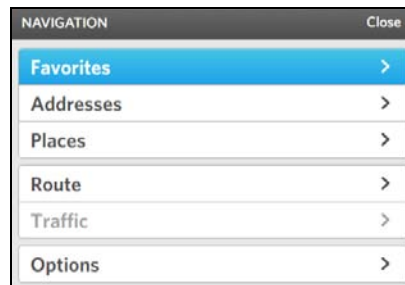 NAVIGATION Close
Favorites
Addresses
Places
Route
Traffic
Options